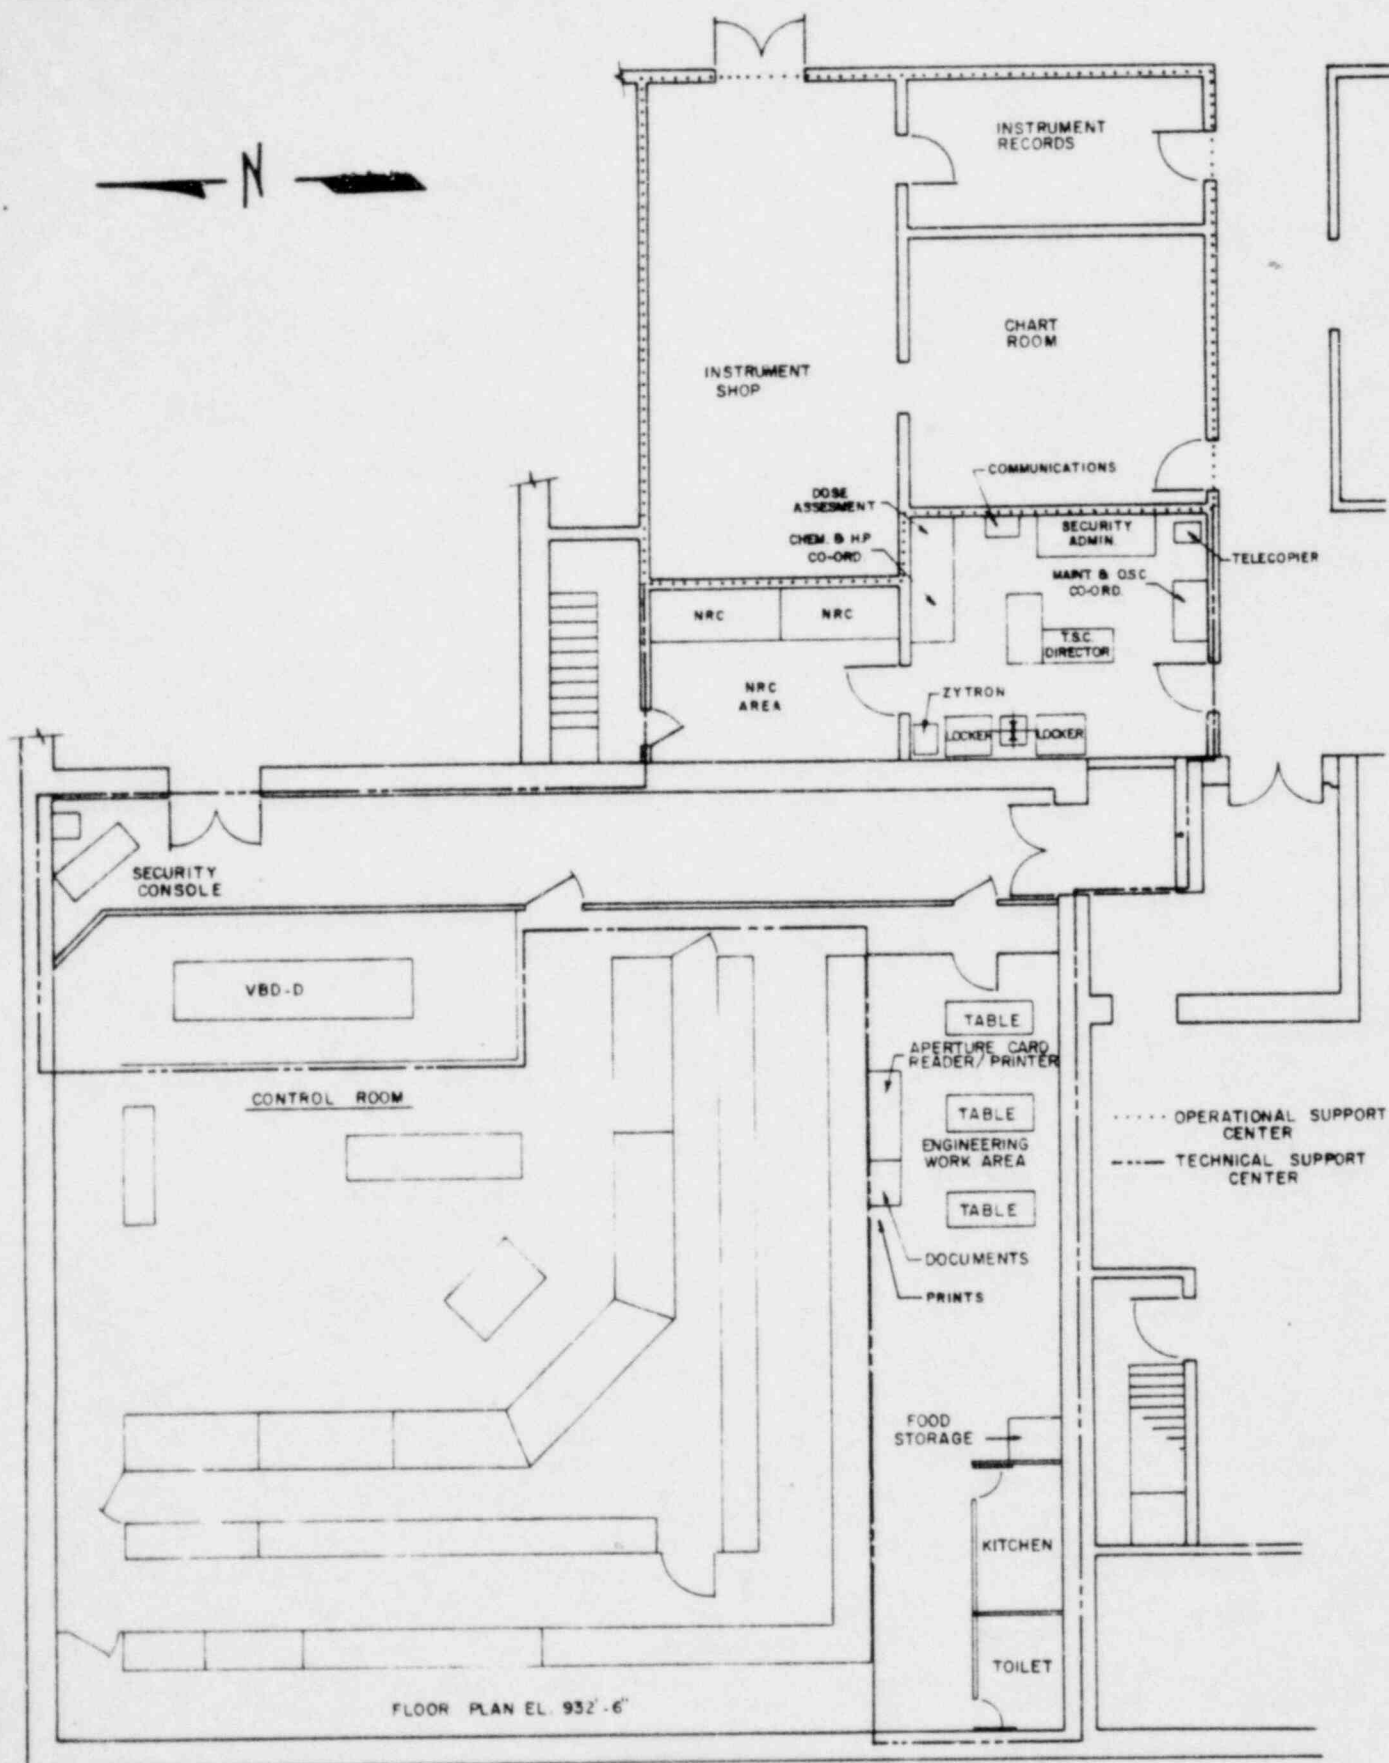 INSTRUMENT
RECORDS
N
CHART
ROOM
INSTRUMENT
SHOP
COMMUNICATIONS
DOSE
ASSESMENT
SECURITY
ADMIN.
CHEM. & H.P
CO-ORD.
TELECOPIER
MAINT & O.S.C
CO-ORD.
NRC
NRC
T.S.C.
DIRECTOR
NRC
AREA
ZYTRON
LOCKER
LOCKER
SECURITY
CONSOLE
VBD-D
TABLE
APERTURE CARD
READER/PRINTER
CONTROL ROOM
TABLE
ENGINEERING
WORK AREA
TABLE
····· OPERATIONAL SUPPORT
CENTER
TECHNICAL SUPPORT
CENTER
DOCUMENTS
PRINTS
FOOD
STORAGE
KITCHEN
TOILET
FLOOR PLAN EL. 932'-6"